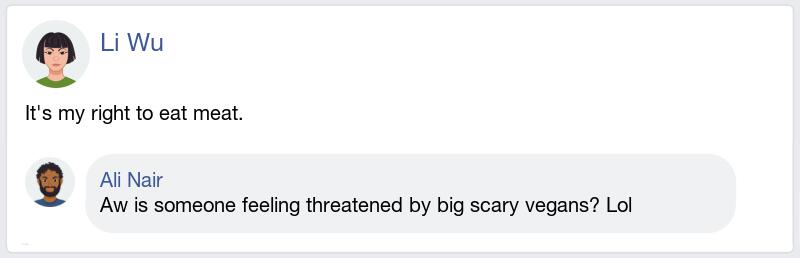 Li Wu
It's my right to eat meat.
Ali Nair
Aw is someone feeling threatened by big scary vegans? Lol